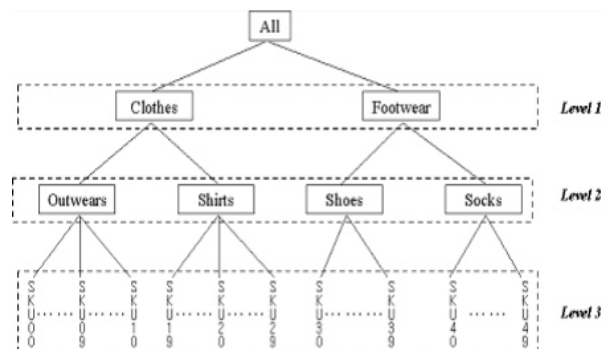 All
Clothes Footwear Level 1
Outwears Shirts Shoes Socks Level 2
SKU00 ........ SKU09 ........ SKU10 SKU19 ...... SKU20 ...... SKU29 SKU30 ........ SKU39 SKU40 ...... SKU49 Level 3